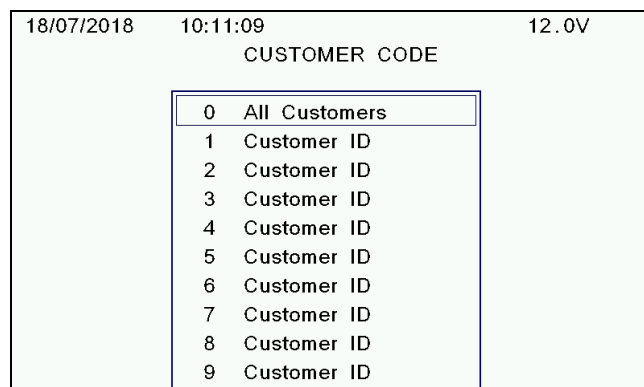 18/07/2018 10:11:09 12.0V
CUSTOMER CODE
0 All Customers
1 Customer ID
2 Customer ID
3 Customer ID
4 Customer ID
5 Customer ID
6 Customer ID
7 Customer ID
8 Customer ID
9 Customer ID